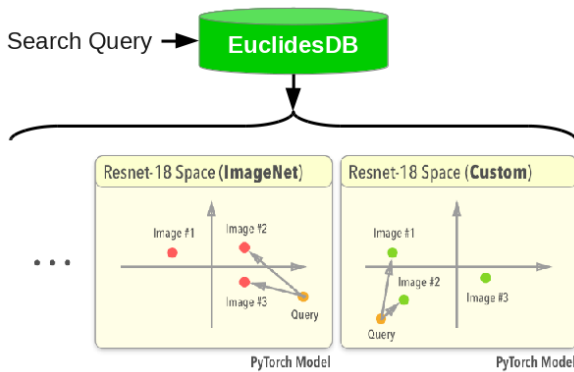 Search Query
EuclidesDB
Resnet-18 Space (ImageNet)
Image #1
Image #2
Image #3
Query
PyTorch Model
Resnet-18 Space (Custom)
Image #1
Image #2
Image #3
Query
PyTorch Model
...